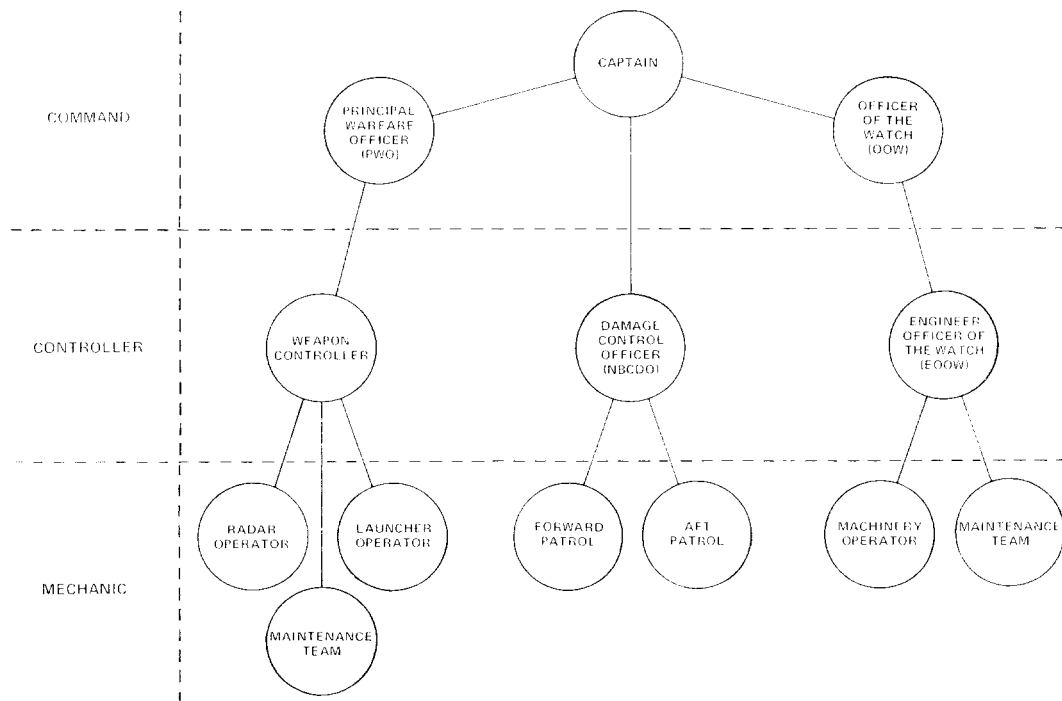 COMMAND
CAPTAIN
PRINCIPAL
WARFARE
OFFICER
(PWO)
OFFICER
OF THE
WATCH
(OOW)
CONTROLLER
WEAPON
CONTROLLER
DAMAGE
CONTROL
OFFICER
(NBCDO)
ENGINEER
OFFICER OF
THE WATCH
(EOOW)
MECHANIC
RADAR
OPERATOR
LAUNCHER
OPERATOR
MAINTENANCE
TEAM
FORWARD
PATROL
AFT
PATROL
MACHINERY
OPERATOR
MAINTENANCE
TEAM